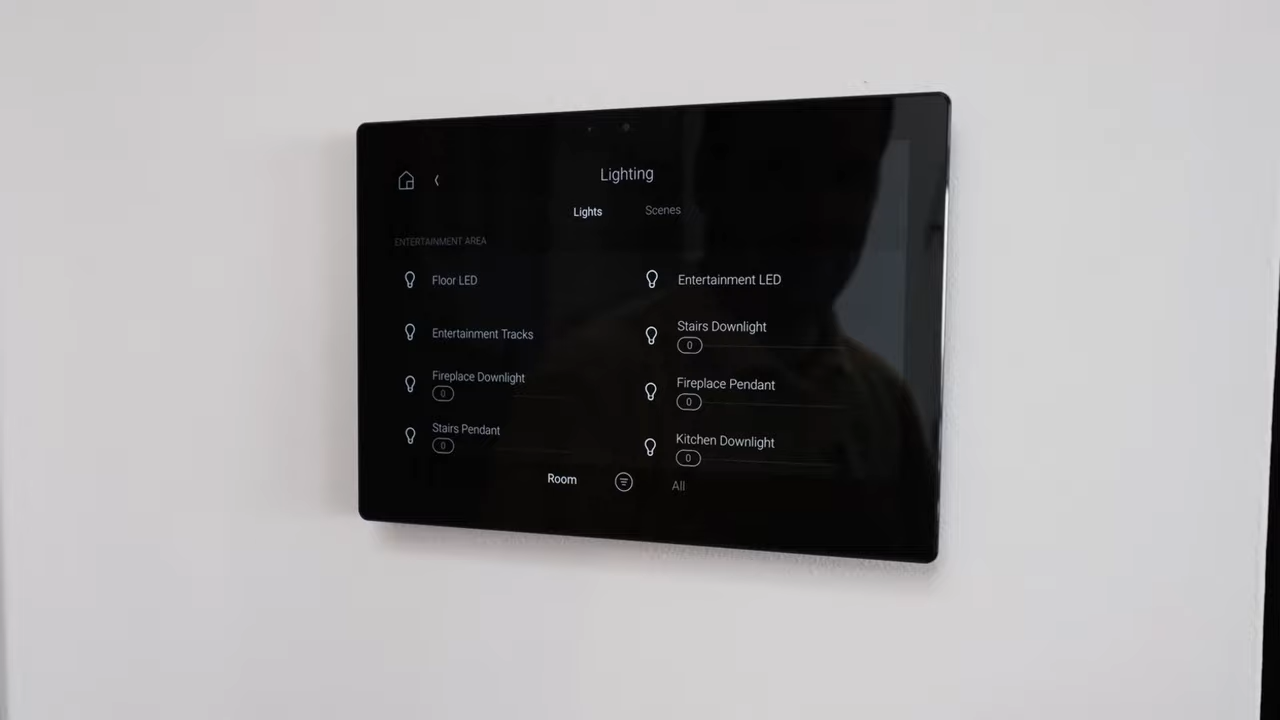 Lighting
Lights Scenes
ENTERTAINMENT AREA
Floor LED
Entertainment LED
Entertainment Tracks
Stairs Downlight
0
Fireplace Downlight
0
Fireplace Pendant
0
Stairs Pendant
0
Kitchen Downlight
0
Room All